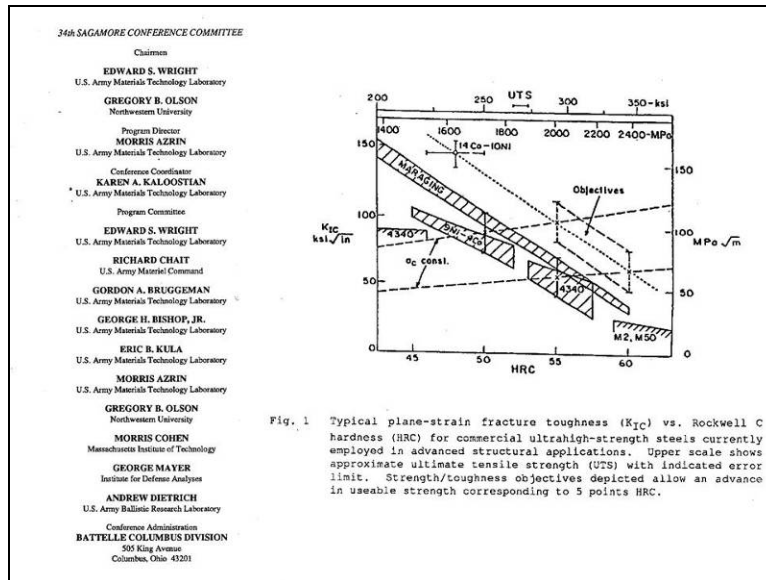 34th SAGAMORE CONFERENCE COMMITTEE
Chairmen
EDWARD S. WRIGHT
U.S. Army Materials Technology Laboratory
GREGORY B. OLSON
Northwestern University
Program Director
MORRIS AZRIN
U.S. Army Materials Technology Laboratory
Conference Coordinator
KAREN A. KALOOSTIAN
U.S. Army Materials Technology Laboratory
Program Committee
EDWARD S. WRIGHT
U.S. Army Materials Technology Laboratory
RICHARD CHAIT
U.S. Army Materiel Command
GORDON A. BRUGGEMAN
U.S. Army Materials Technology Laboratory
GEORGE H. BISHOP, JR.
U.S. Army Materials Technology Laboratory
ERIC B. KULA
U.S. Army Materials Technology Laboratory
MORRIS AZRIN
U.S. Army Materials Technology Laboratory
GREGORY B. OLSON
Northwestern University
MORRIS COHEN
Massachusetts Institute of Technology
GEORGE MAYER
Institute for Defense Analyses
ANDREW DIETRICH
U.S. Army Ballistic Research Laboratory
Conference Administration
BATTELLE COLUMBUS DIVISION
505 King Avenue
Columbus, Ohio 43201
UTS
200 250 300 350-ksi
1400 1600 1800 2000 2200 2400-MPa
14Co-10Ni
150 150
MARAGING
Objectives
KIC
ksi√in
100 100
MPa√m
9Ni-4Co
4340
ac const.
50 50
4340
M2, M50
0 0
45 50 55 60
HRC
Fig. 1 Typical plane-strain fracture toughness (KIC) vs. Rockwell C
hardness (HRC) for commercial ultrahigh-strength steels currently
employed in advanced structural applications. Upper scale shows
approximate ultimate tensile strength (UTS) with indicated error
limit. Strength/toughness objectives depicted allow an advance
in useable strength corresponding to 5 points HRC.